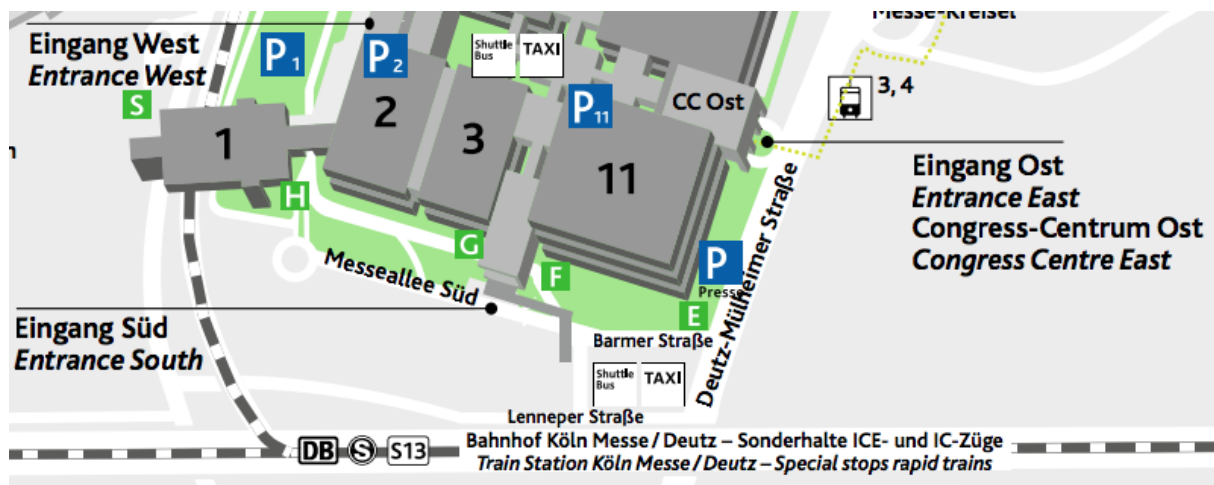 Messe-Kreisel
Eingang West
Entrance West
P1
P2
Shuttle
Bus
TAXI
S
P11
CC Ost
3, 4
1
2
3
11
Eingang Ost
Entrance East
Congress-Centrum Ost
Congress Centre East
H
G
F
E
P
Presse
Messeallee Süd
Deutz-Mülheimer Straße
Eingang Süd
Entrance South
Barmer Straße
Shuttle
Bus
TAXI
Lenneper Straße
DB S S13
Bahnhof Köln Messe / Deutz – Sonderhalte ICE- und IC-Züge
Train Station Köln Messe / Deutz – Special stops rapid trains